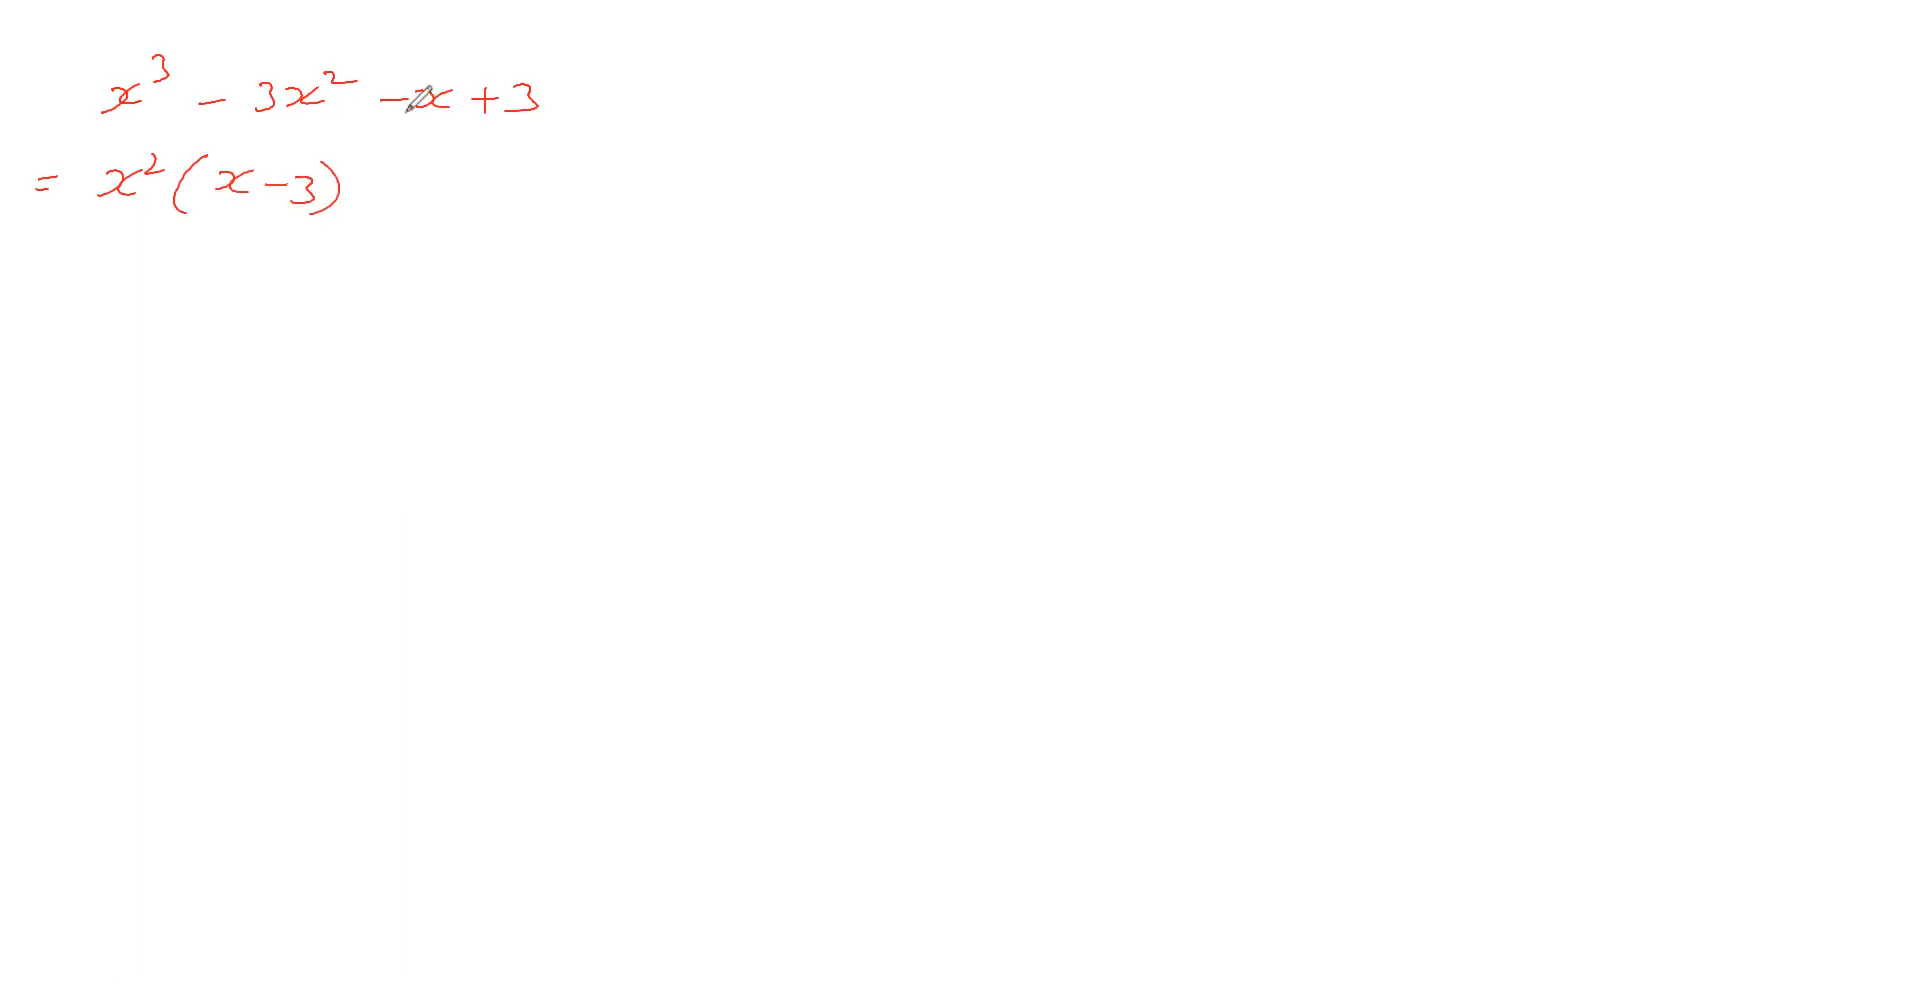 x³ - 3x² - x + 3
= x² (x - 3)